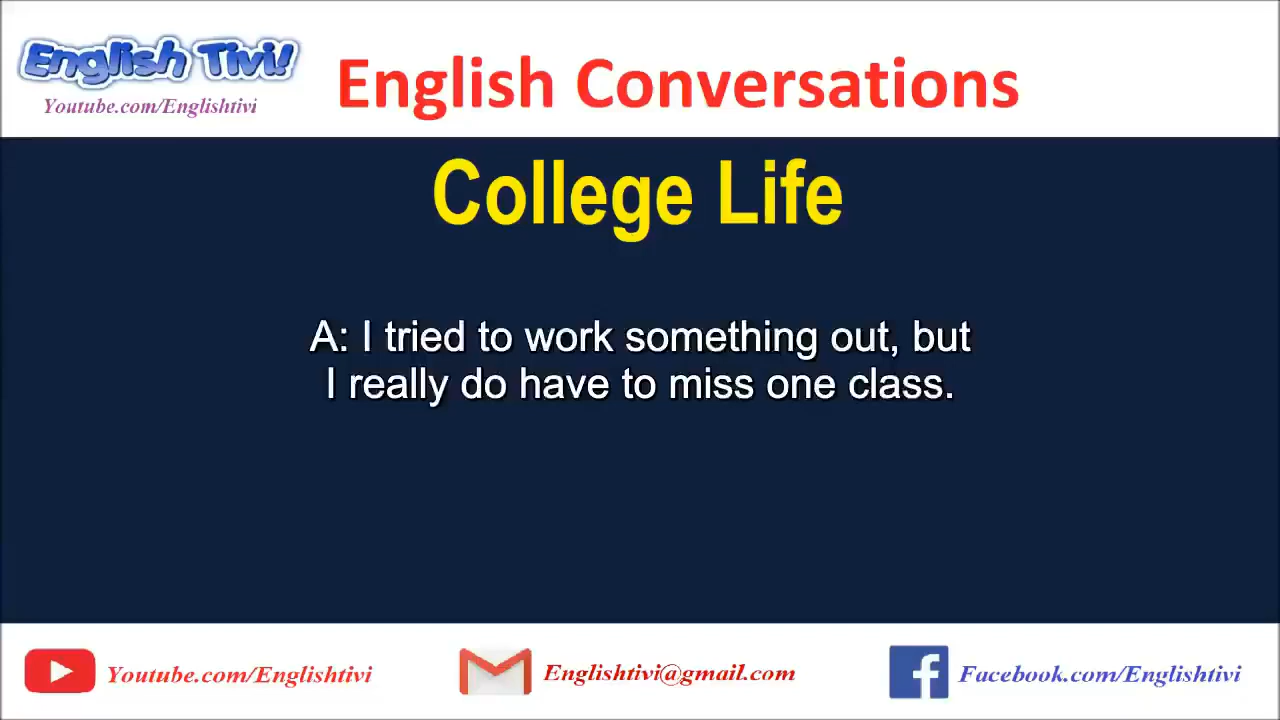 English Tivi!
Youtube.com/Englishtivi
English Conversations
College Life
A: I tried to work something out, but
I really do have to miss one class.
Youtube.com/Englishtivi
Englishtivi@gmail.com
f
Facebook.com/Englishtivi